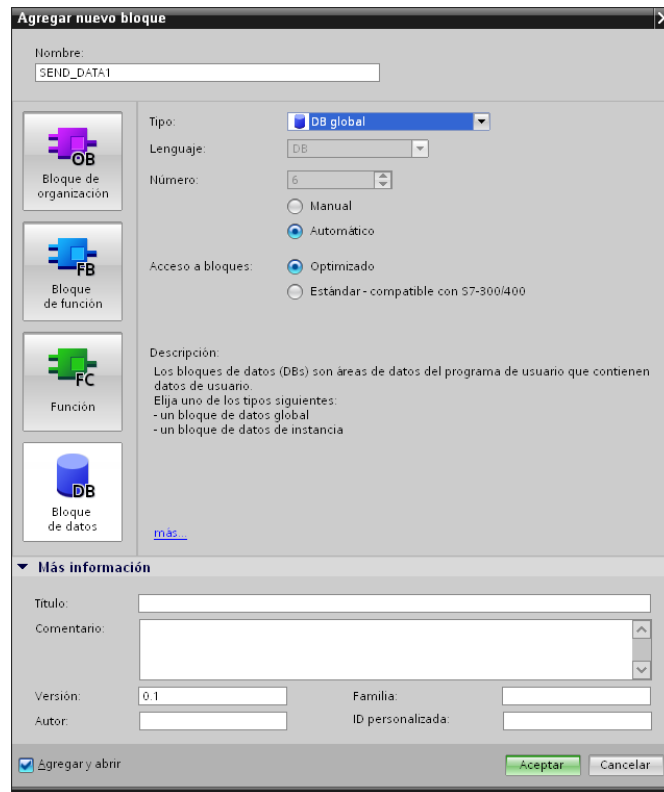 Agregar nuevo bloque
Nombre:
SEND_DATA1
OB
Bloque de
organización
FB
Bloque
de función
FC
Función
DB
Bloque
de datos
Tipo:
DB global
Lenguaje:
DB
Número:
6
Manual
Automático
Acceso a bloques:
Optimizado
Estándar - compatible con S7-300/400
Descripción:
Los bloques de datos (DBs) son áreas de datos del programa de usuario que contienen
datos de usuario.
Elija uno de los tipos siguientes:
- un bloque de datos global
- un bloque de datos de instancia
más...
Más información
Título:
Comentario:
Versión:
0.1
Familia:
Autor:
ID personalizada:
Agregar y abrir
Aceptar
Cancelar